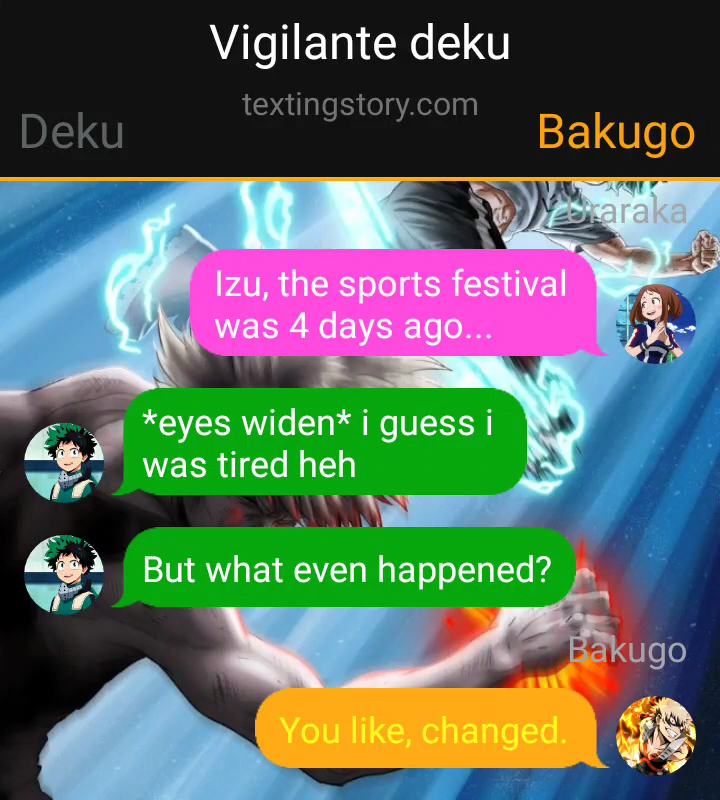 Vigilante deku
textingstory.com
Deku
Bakugo
Uraraka
Izu, the sports festival
was 4 days ago...
*eyes widen* i guess i
was tired heh
But what even happened?
Bakugo
You like, changed.